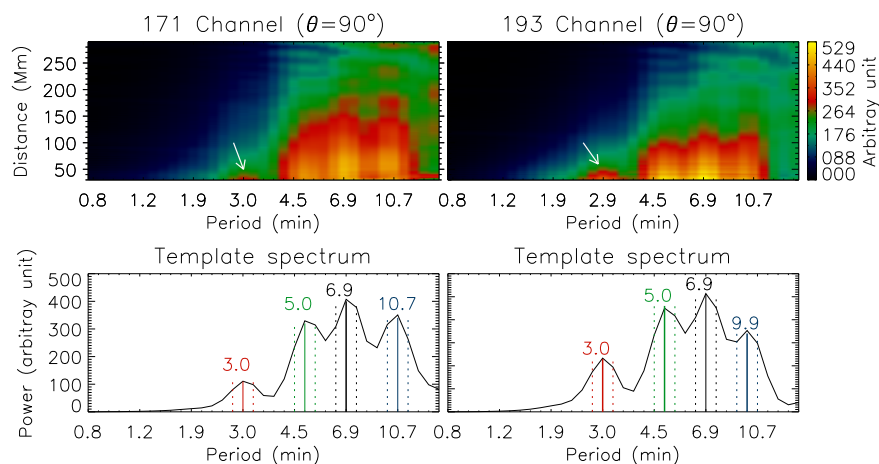 171 Channel (θ=90°)
193 Channel (θ=90°)
Distance (Mm)
250
200
150
100
50
0.8 1.2 1.9 3.0 4.5 6.9 10.7
Period (min)
0.8 1.2 1.9 2.9 4.5 6.9 10.7
Period (min)
529
440
352
264
176
088
000
Arbitray unit
Template spectrum
Template spectrum
Power (arbitray unit)
500
400
300
200
100
0
3.0
5.0
6.9
10.7
3.0
5.0
6.9
9.9
0.8 1.2 1.9 3.0 4.5 6.9 10.7
Period (min)
0.8 1.2 1.9 3.0 4.5 6.9 10.7
Period (min)